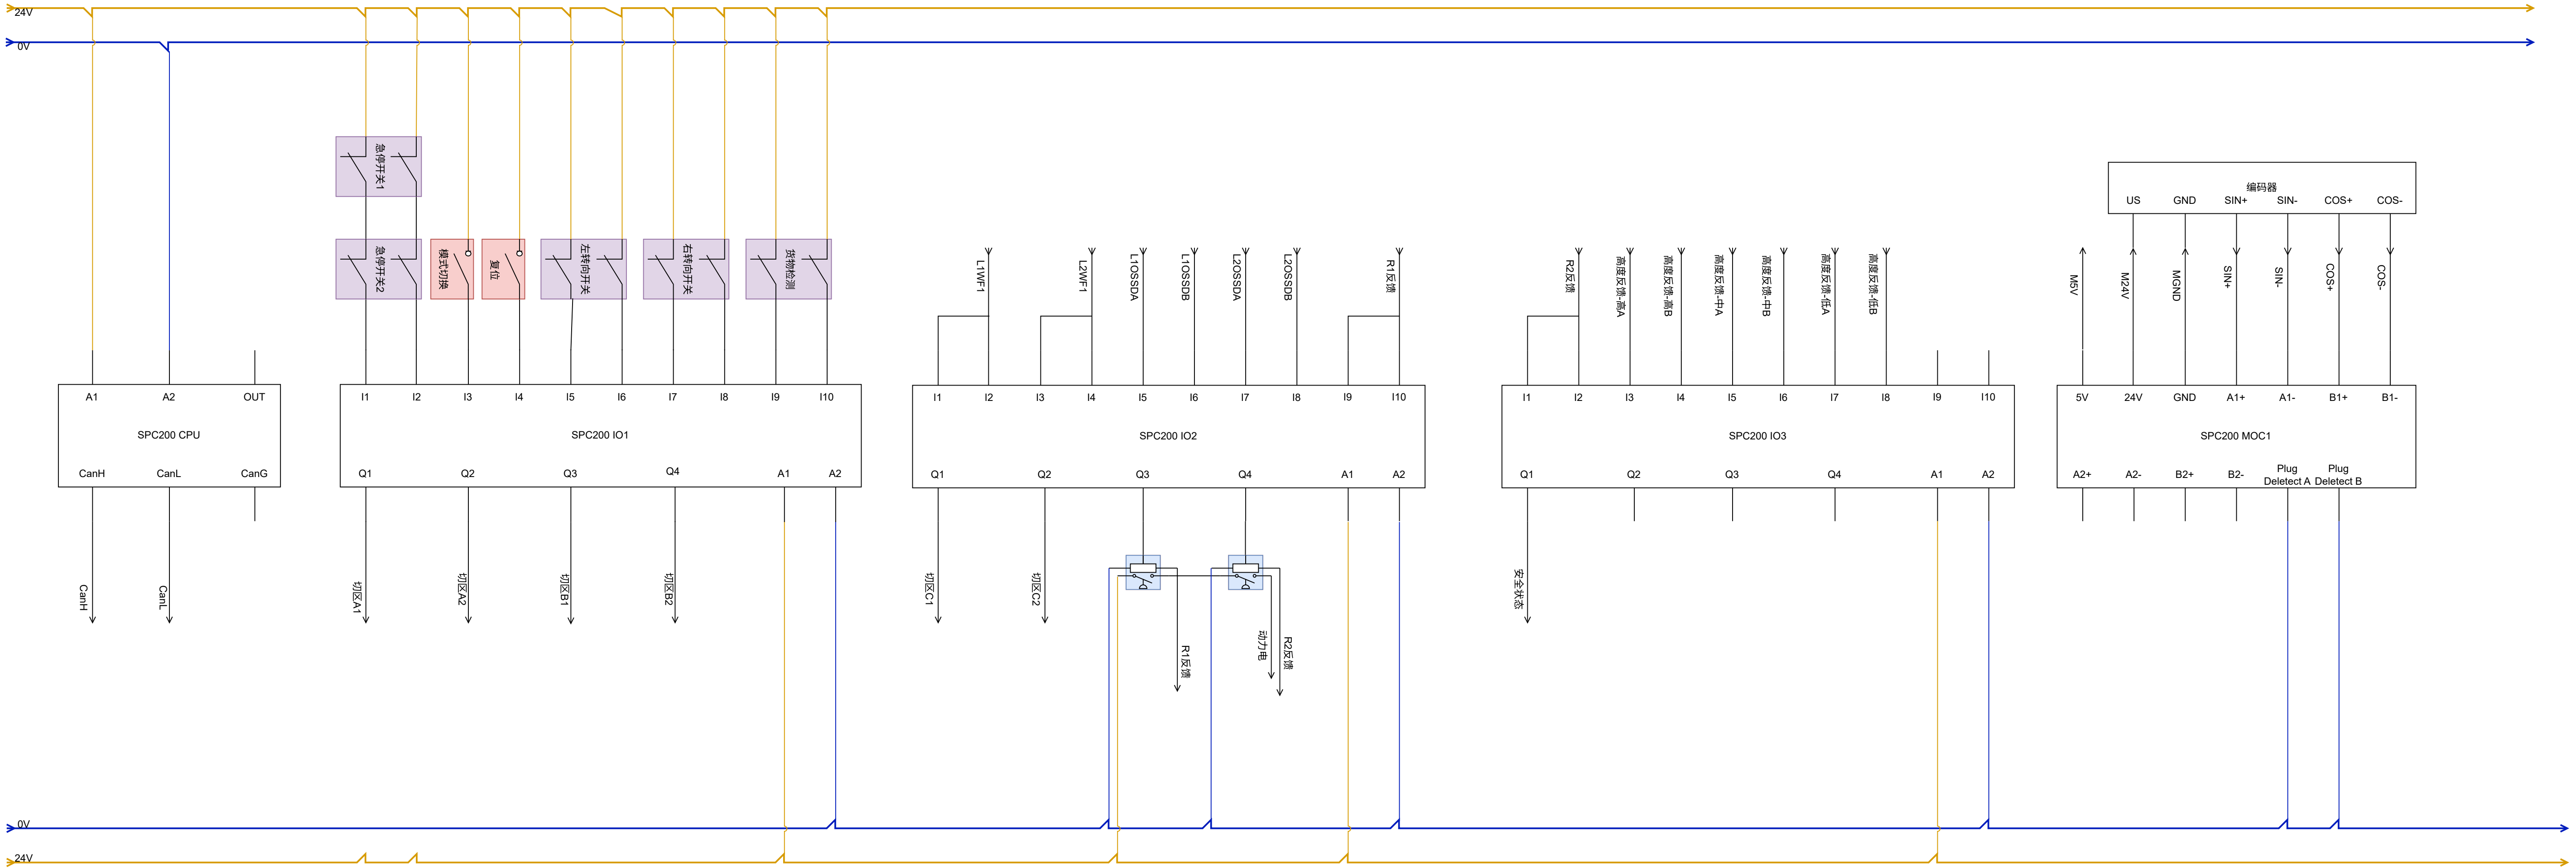 24V
0V
急停开关1
急停开关2
模式切换
复位
左转向开关
右转向开关
货物检测
L1WF1
L2WF1
L1OSSDA
L1OSSDB
L2OSSDA
L2OSSDB
R1反馈
R2反馈
高度反馈-高A
高度反馈-高B
高度反馈-中A
高度反馈-中B
高度反馈-低A
高度反馈-低B
编码器
US GND SIN+ SIN- COS+ COS-
M5V
M24V
MGND
SIN+
SIN-
COS+
COS-
A1 A2 OUT
SPC200 CPU
CanH CanL CanG
I1 I2 I3 I4 I5 I6 I7 I8 I9 I10
SPC200 IO1
Q1 Q2 Q3 Q4 A1 A2
I1 I2 I3 I4 I5 I6 I7 I8 I9 I10
SPC200 IO2
Q1 Q2 Q3 Q4 A1 A2
I1 I2 I3 I4 I5 I6 I7 I8 I9 I10
SPC200 IO3
Q1 Q2 Q3 Q4 A1 A2
5V 24V GND A1+ A1- B1+ B1-
SPC200 MOC1
A2+ A2- B2+ B2- Plug Deletect A Plug Deletect B
CanH
CanL
切区A1
切区A2
切区B1
切区B2
切区C1
切区C2
R1反馈
动力电
R2反馈
安全状态
0V
24V